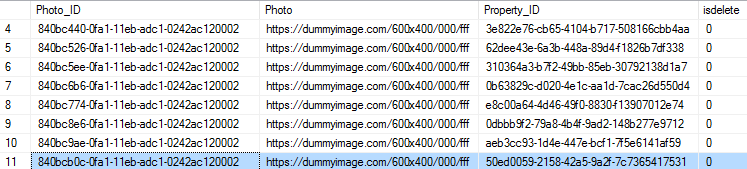 Photo_ID Photo Property_ID isdelete
4 840bc440-0fa1-11eb-adc1-0242ac120002 https://dummyimage.com/600x400/000/fff 3e822e76-cb65-4104-b717-508166cbb4aa 0
5 840bc526-0fa1-11eb-adc1-0242ac120002 https://dummyimage.com/600x400/000/fff 62dee43e-6a3b-448a-89d4-f1826b7df338 0
6 840bc5ee-0fa1-11eb-adc1-0242ac120002 https://dummyimage.com/600x400/000/fff 310364a3-b7f2-49bb-85eb-30792138d1a7 0
7 840bc6b6-0fa1-11eb-adc1-0242ac120002 https://dummyimage.com/600x400/000/fff 0b63829c-d020-4e1c-aa1d-7cac26d550d4 0
8 840bc774-0fa1-11eb-adc1-0242ac120002 https://dummyimage.com/600x400/000/fff e8c00a64-4d46-49f0-8830-f13907012e74 0
9 840bc8e6-0fa1-11eb-adc1-0242ac120002 https://dummyimage.com/600x400/000/fff 0dbbb9f2-79a8-4b4f-9ad2-148b277e9712 0
10 840bc9ae-0fa1-11eb-adc1-0242ac120002 https://dummyimage.com/600x400/000/fff aeb3cc93-1d4e-447e-bcf1-7f5e6141af59 0
11 840bcb0c-0fa1-11eb-adc1-0242ac120002 https://dummyimage.com/600x400/000/fff 50ed0059-2158-42a5-9a2f-7c7365417531 0